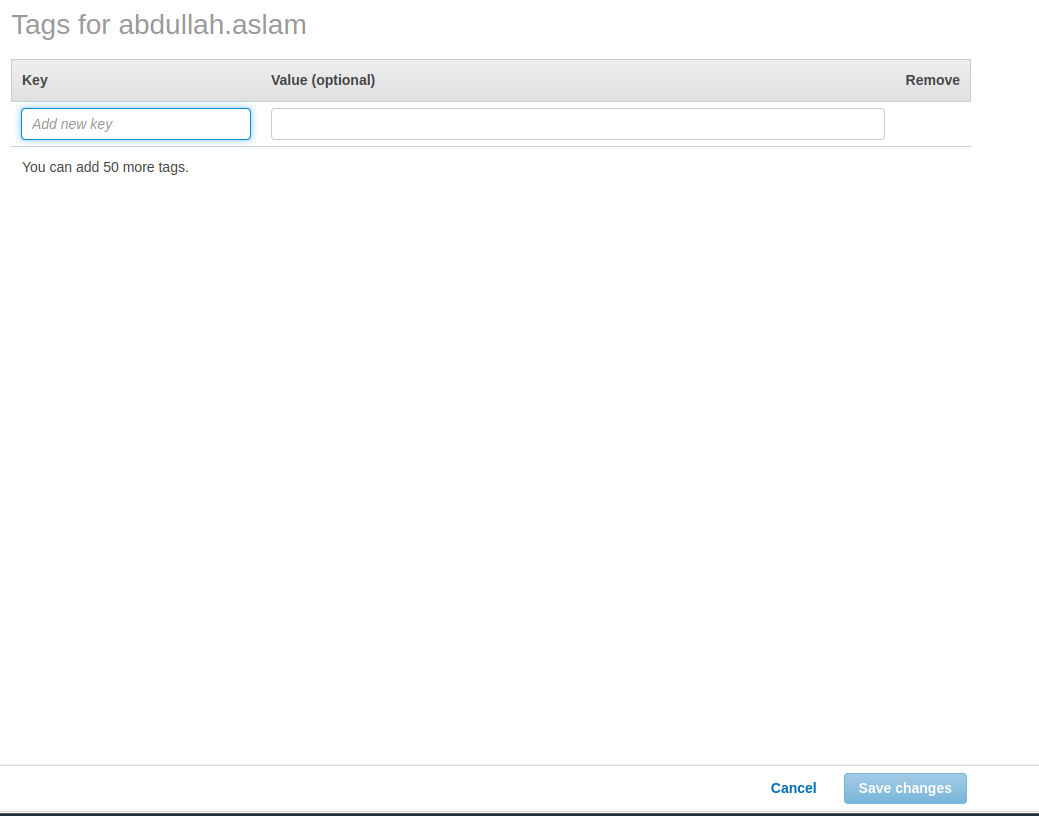 Tags for abdullah.aslam
Key Value (optional) Remove
Add new key
You can add 50 more tags.
Cancel Save changes